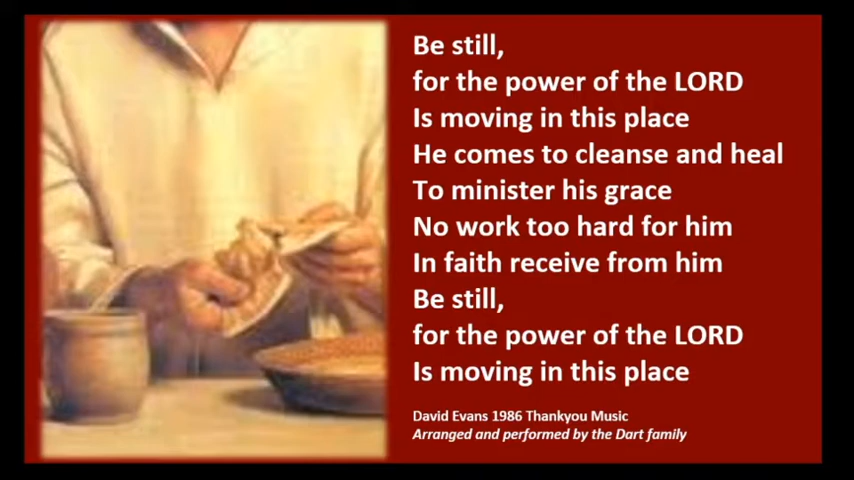 Be still,
for the power of the LORD
Is moving in this place
He comes to cleanse and heal
To minister his grace
No work too hard for him
In faith receive from him
Be still,
for the power of the LORD
Is moving in this place
David Evans 1986 Thankyou Music
Arranged and performed by the Dart family